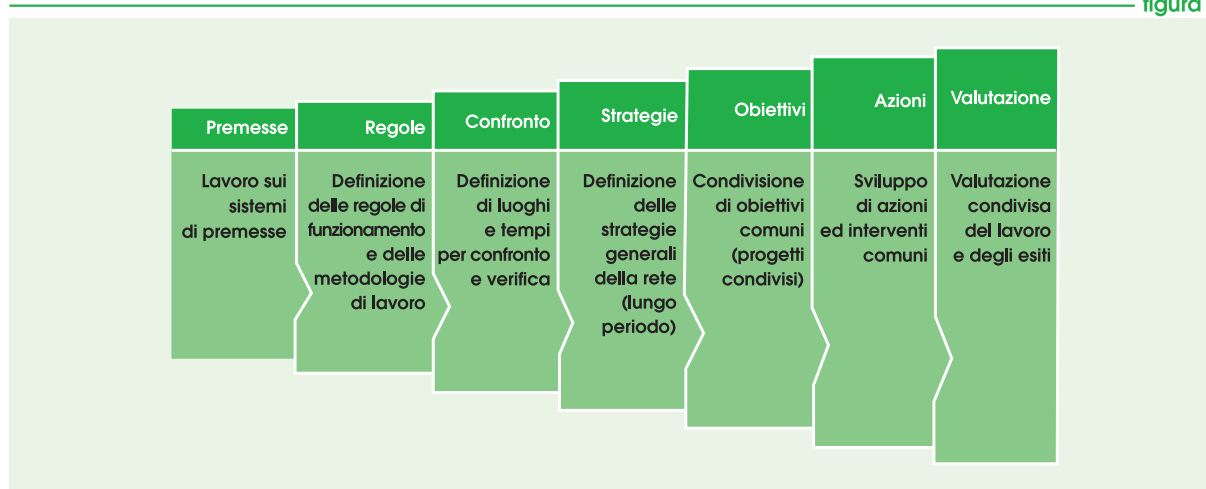 figura
Premesse
Lavoro sui
sistemi
di premesse
Regole
Definizione
delle regole di
funzionamento
e delle
metodologie
di lavoro
Confronto
Definizione
di luoghi
e tempi
per confronto
e verifica
Strategie
Definizione
delle
strategie
generali
della rete
(lungo
periodo)
Obiettivi
Condivisione
di obiettivi
comuni
(progetti
condivisi)
Azioni
Sviluppo
di azioni
ed interventi
comuni
Valutazione
Valutazione
condivisa
del lavoro
e degli esiti